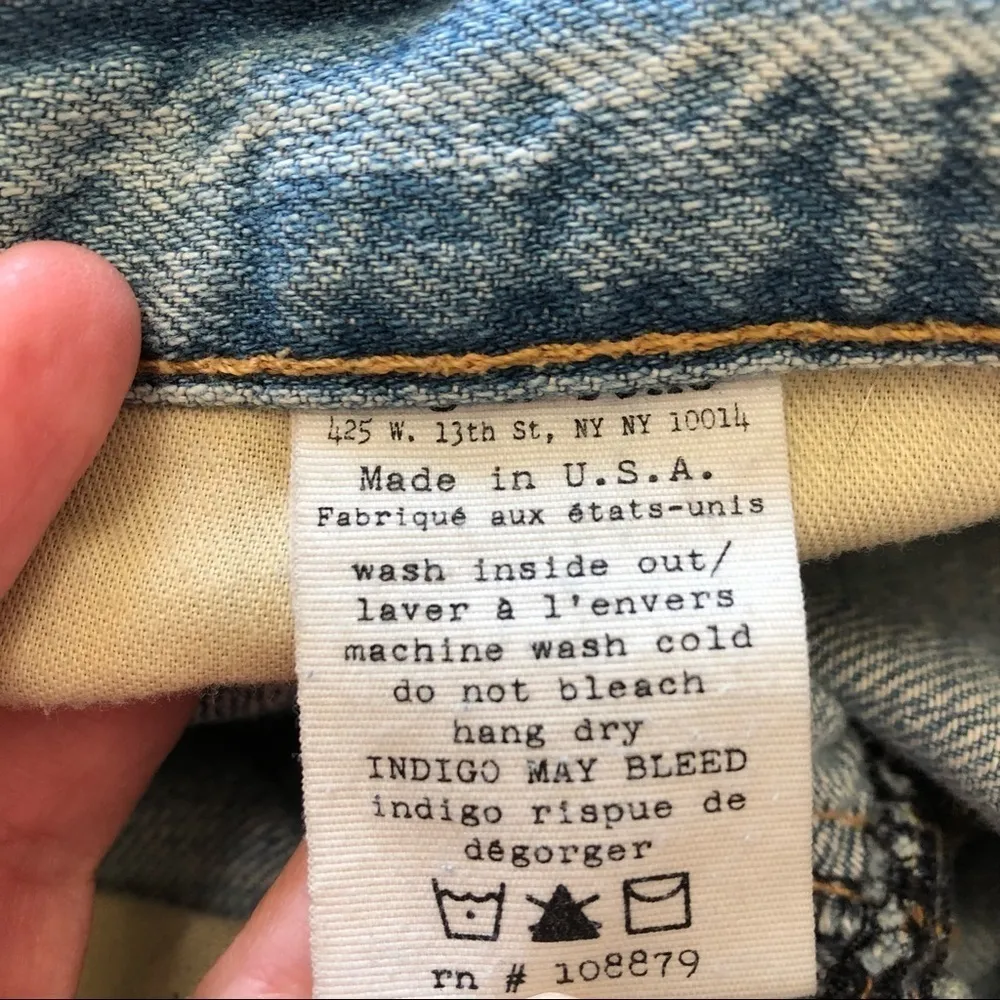 425 W. 13th St, NY NY 10014
Made in U.S.A.
Fabriqué aux états-unis
wash inside out/
laver à l'envers
machine wash cold
do not bleach
hang dry
INDIGO MAY BLEED
indigo rispue de
dégorger
rn # 108879